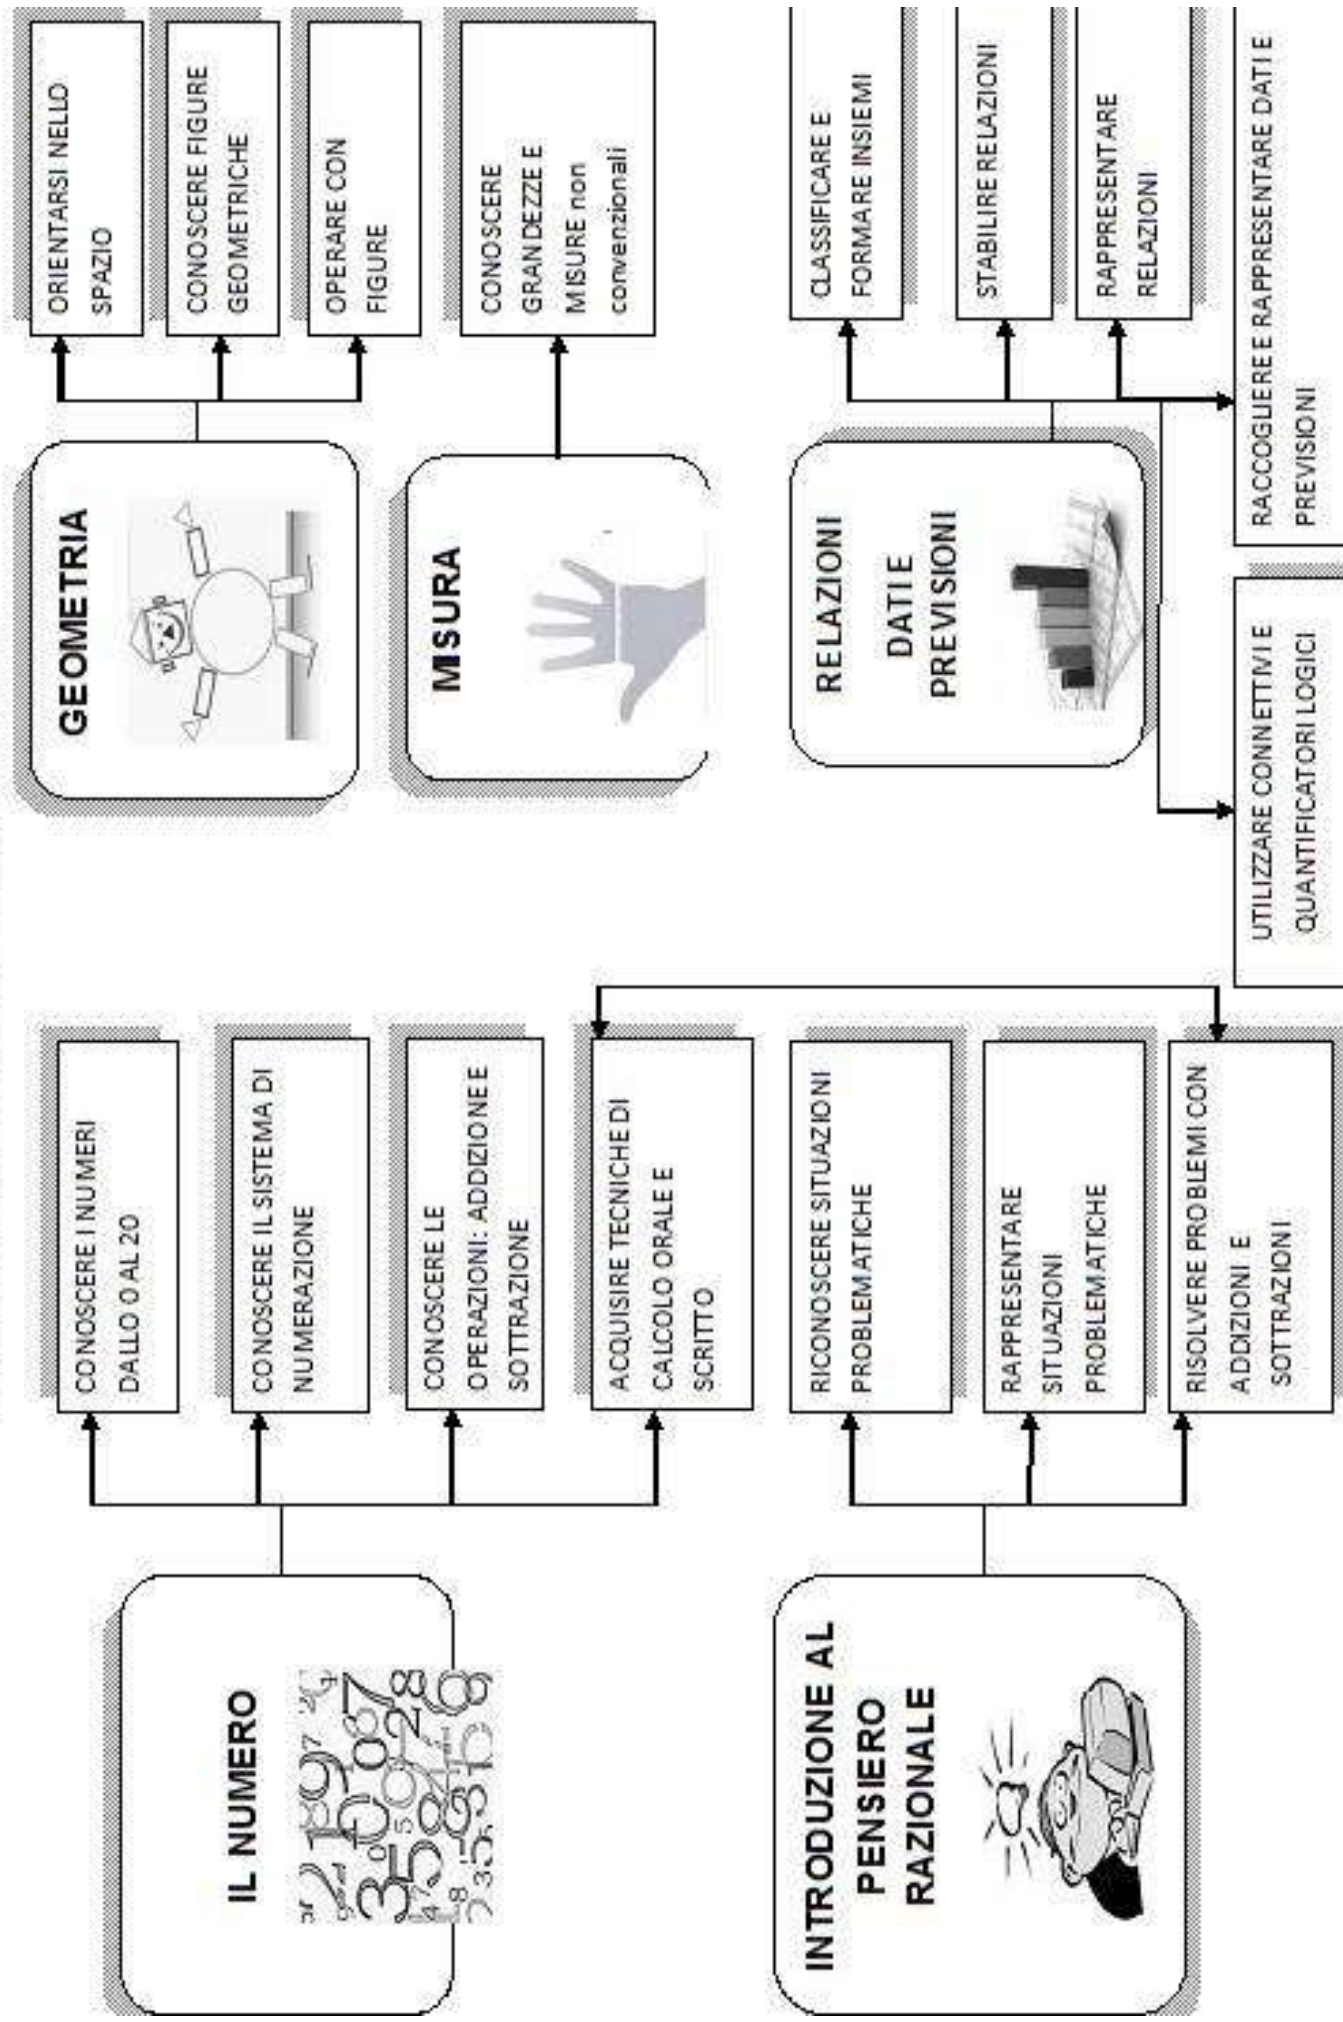 IL NUMERO
CONOSCERE I NUMERI
DALLO 0 AL 20
CONOSCERE IL SISTEMA DI
NUMERAZIONE
CONOSCERE LE
OPERAZIONI: ADDIZIONE E
SOTTRAZIONE
ACQUISIRE TECNICHE DI
CALCOLO ORALE E
SCRITTO
INTRODUZIONE AL
PENSIERO
RAZIONALE
RICONOSCERE SITUAZIONI
PROBLEMATICHE
RAPPRESENTARE
SITUAZIONI
PROBLEMATICHE
RISOLVERE PROBLEMI CON
ADDIZIONI E
SOTTRAZIONI
GEOMETRIA
ORIENTARSI NELLO
SPAZIO
CONOSCERE FIGURE
GEOMETRICHE
OPERARE CON
FIGURE
MISURA
CONOSCERE
GRANDEZZE E
MISURE non
convenzionali
RELAZIONI
DATI E
PREVISIONI
CLASSIFICARE E
FORMARE INSIEMI
STABILIRE RELAZIONI
RAPPRESENTARE
RELAZIONI
UTILIZZARE CONNETTIVI E
QUANTIFICATORI LOGICI
RACCOGLIERE E RAPPRESENTARE DATI E
PREVISIONI